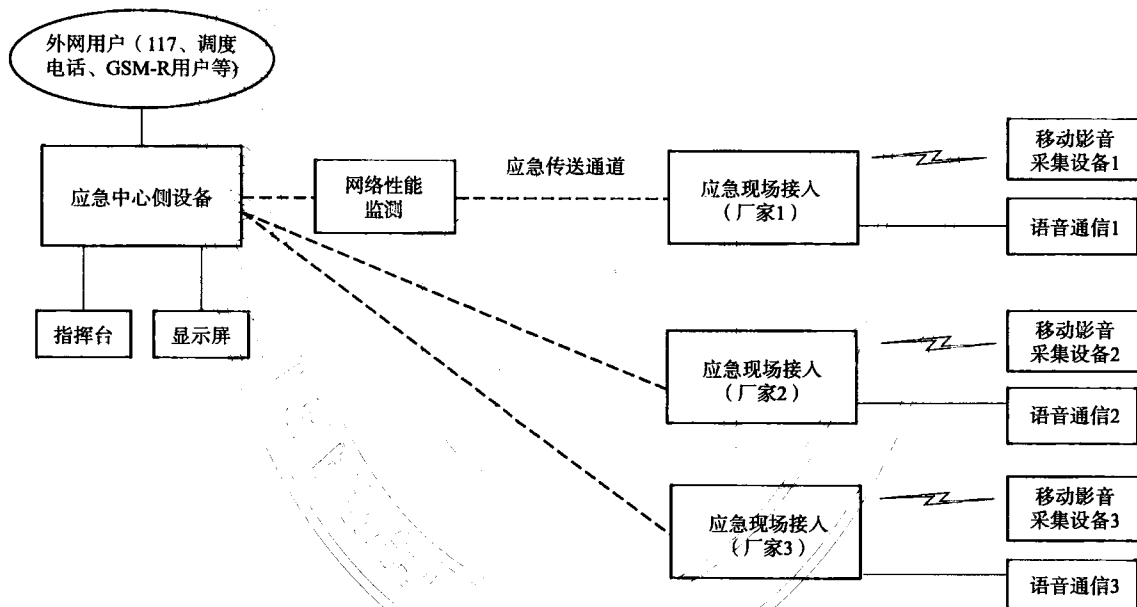 外网用户（117、调度
电话、GSM-R用户等）
应急中心侧设备
指挥台
显示屏
网络性能
监测
应急传送通道
应急现场接入
（厂家1）
移动影音
采集设备1
语音通信1
应急现场接入
（厂家2）
移动影音
采集设备2
语音通信2
应急现场接入
（厂家3）
移动影音
采集设备3
语音通信3